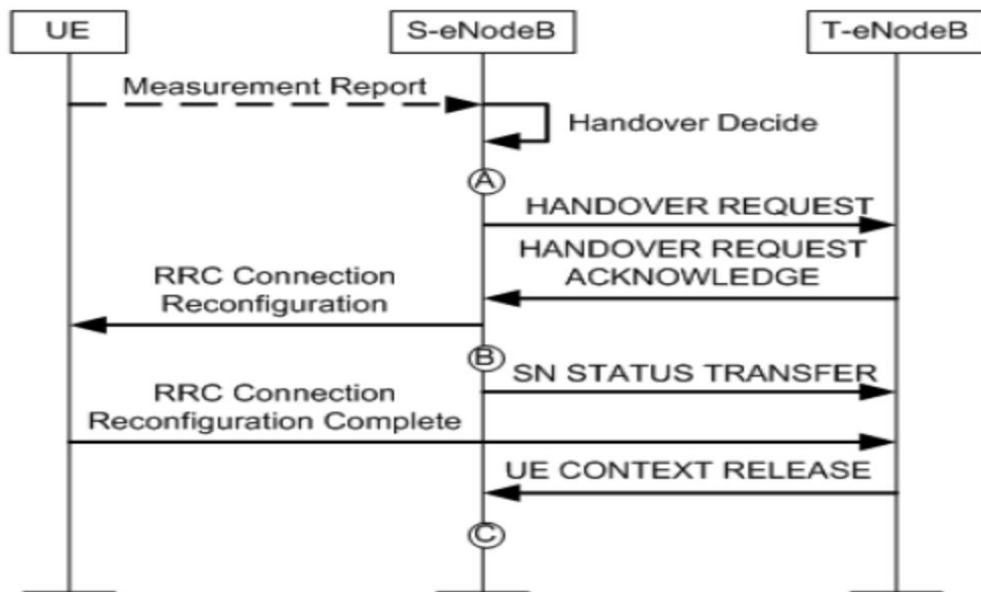 UE
S-eNodeB
T-eNodeB
Measurement Report
Handover Decide
A
HANDOVER REQUEST
HANDOVER REQUEST
ACKNOWLEDGE
RRC Connection
Reconfiguration
B
SN STATUS TRANSFER
RRC Connection
Reconfiguration Complete
UE CONTEXT RELEASE
C